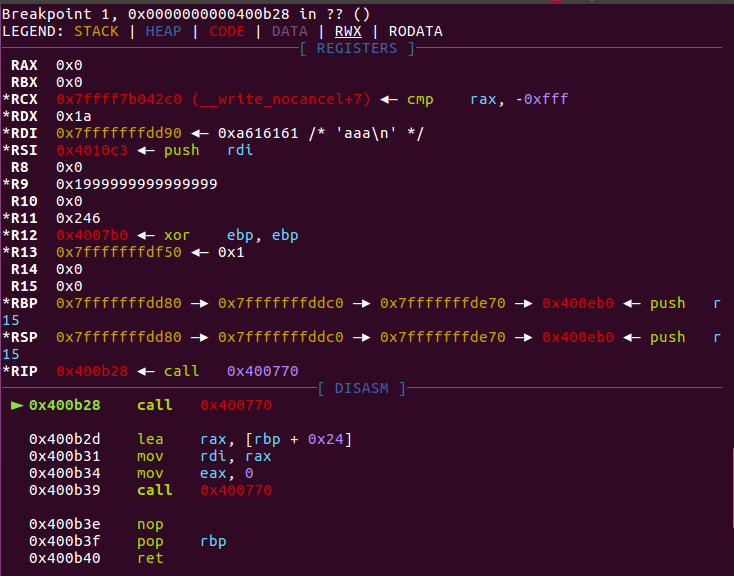 Breakpoint 1, 0x0000000000400b28 in ?? ()
LEGEND: STACK | HEAP | CODE | DATA | RWX | RODATA
[ REGISTERS ]
RAX  0x0
RBX  0x0
*RCX  0x7ffff7b042c0 (__write_nocancel+7) ◂— cmp    rax, -0xfff
*RDX  0x1a
*RDI  0x7fffffffdd90 ◂— 0xa616161 /* 'aaa\n' */
*RSI  0x4010c3 ◂— push   rdi
R8   0x0
*R9   0x1999999999999999
R10  0x0
*R11  0x246
*R12  0x4007b0 ◂— xor    ebp, ebp
*R13  0x7fffffffdf50 ◂— 0x1
R14  0x0
R15  0x0
*RBP  0x7fffffffdd80 —▸ 0x7fffffffddc0 —▸ 0x7fffffffde70 —▸ 0x400eb0 ◂— push   r
15
*RSP  0x7fffffffdd80 —▸ 0x7fffffffddc0 —▸ 0x7fffffffde70 —▸ 0x400eb0 ◂— push   r
15
*RIP  0x400b28 ◂— call   0x400770
[ DISASM ]
► 0x400b28    call   0x400770
0x400b2d    lea    rax, [rbp + 0x24]
0x400b31    mov    rdi, rax
0x400b34    mov    eax, 0
0x400b39    call   0x400770
0x400b3e    nop
0x400b3f    pop    rbp
0x400b40    ret